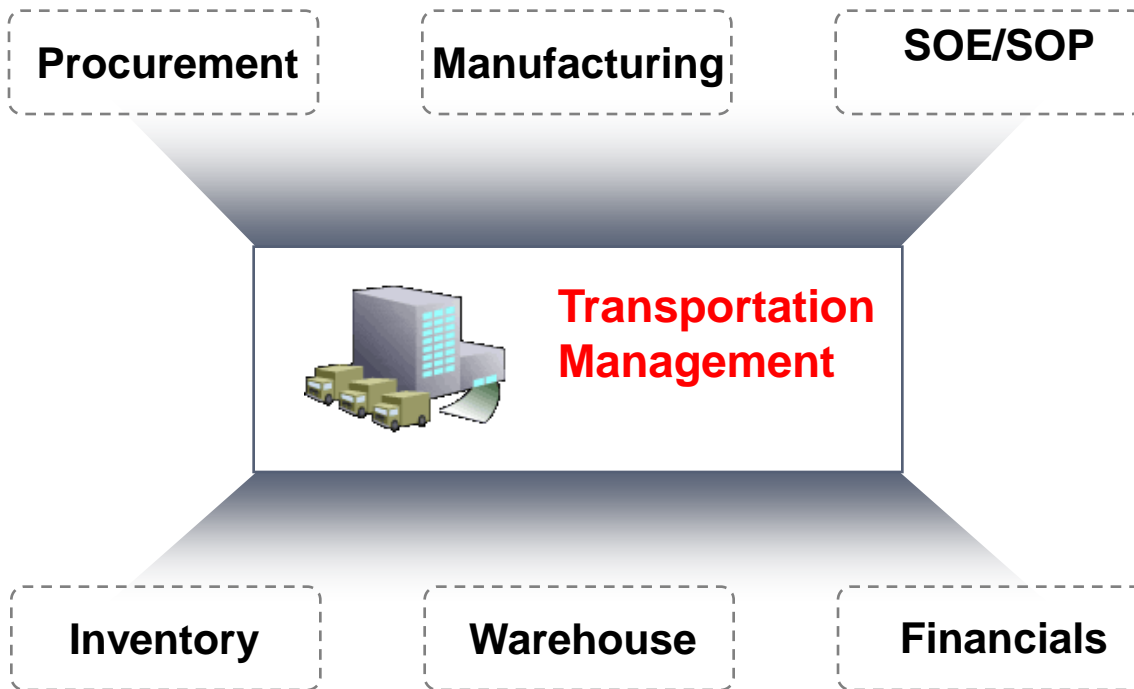 Procurement
Manufacturing
SOE/SOP
Transportation
Management
Inventory
Warehouse
Financials